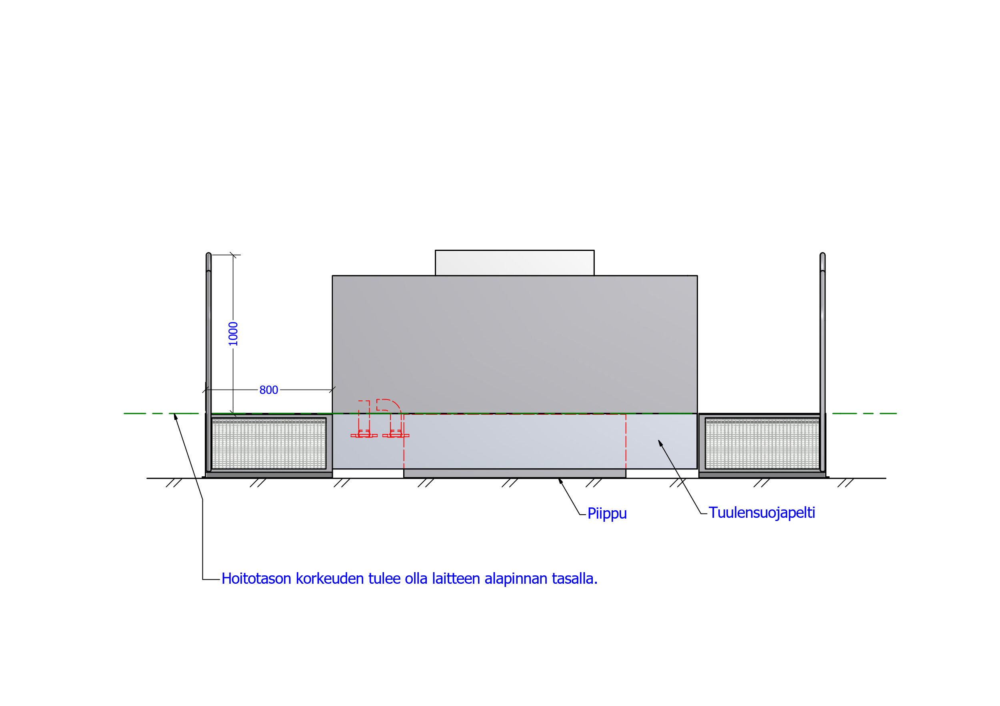 1000
800
Piippu
Tuulensuojapelti
Hoitotason korkeuden tulee olla laitteen alapinnan tasalla.